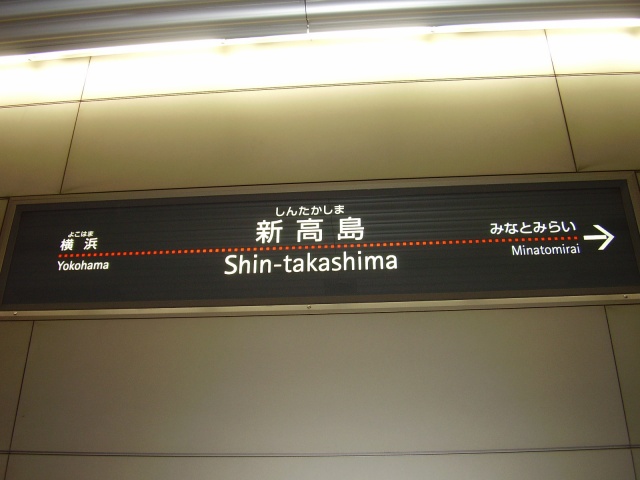 よこはま
横浜
Yokohama
しんたかしま
新高島
Shin-takashima
みなとみらい
Minatomirai